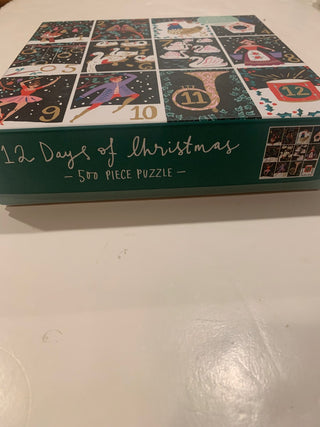 9
10
11
12
12 Days of Christmas
— 500 PIECE PUZZLE —